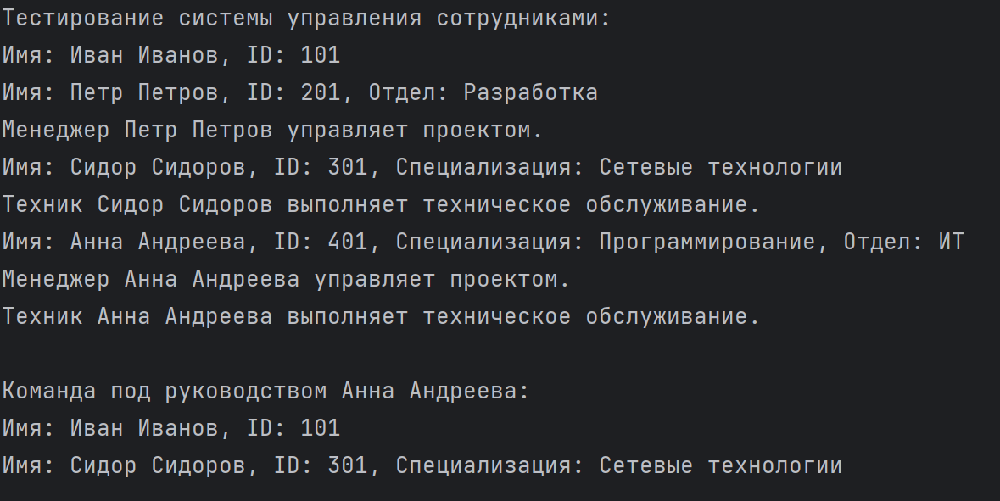 Тестирование системы управления сотрудниками:
Имя: Иван Иванов, ID: 101
Имя: Петр Петров, ID: 201, Отдел: Разработка
Менеджер Петр Петров управляет проектом.
Имя: Сидор Сидоров, ID: 301, Специализация: Сетевые технологии
Техник Сидор Сидоров выполняет техническое обслуживание.
Имя: Анна Андреева, ID: 401, Специализация: Программирование, Отдел: ИТ
Менеджер Анна Андреева управляет проектом.
Техник Анна Андреева выполняет техническое обслуживание.
Команда под руководством Анна Андреева:
Имя: Иван Иванов, ID: 101
Имя: Сидор Сидоров, ID: 301, Специализация: Сетевые технологии